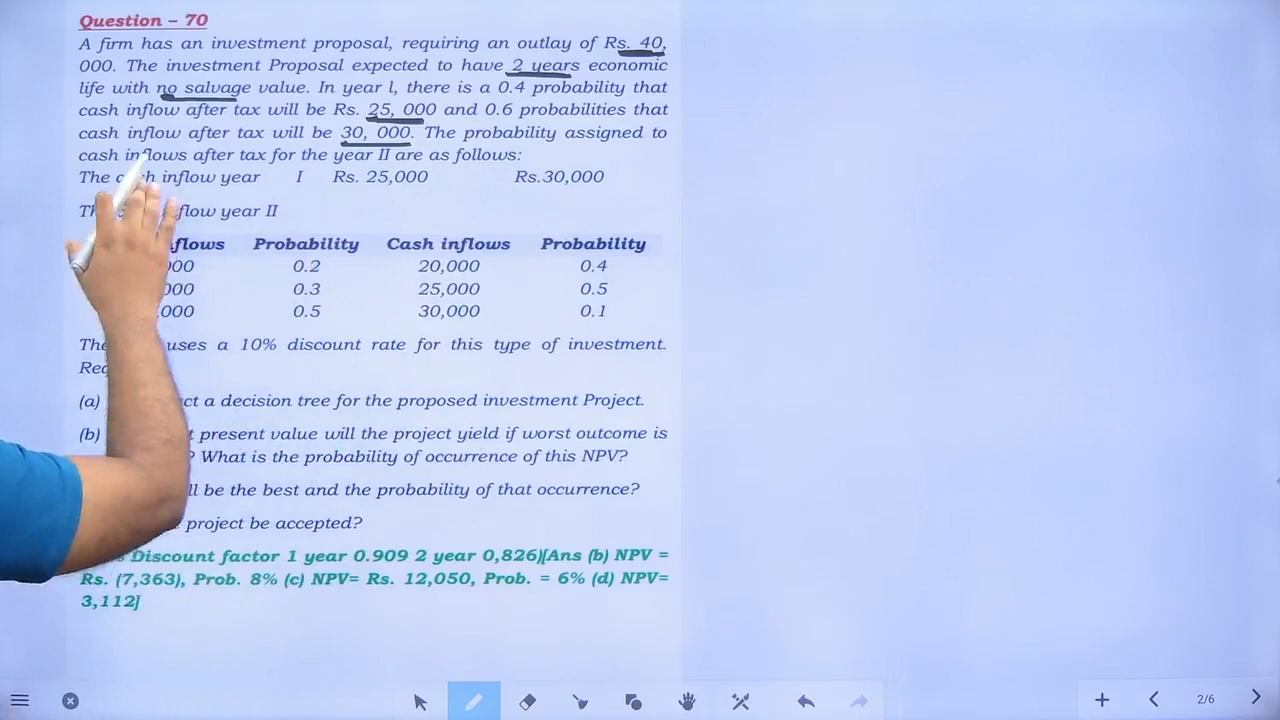 Question – 70
A firm has an investment proposal, requiring an outlay of Rs. 40,
000. The investment Proposal expected to have 2 years economic
life with no salvage value. In year l, there is a 0.4 probability that
cash inflow after tax will be Rs. 25, 000 and 0.6 probabilities that
cash inflow after tax will be 30, 000. The probability assigned to
cash inflows after tax for the year II are as follows:
The inflow year I Rs. 25,000 Rs.30,000
year II
Probability Cash inflows Probability
0.2 20,000 0.4
0.3 25,000 0.5
0.5 30,000 0.1
uses a 10% discount rate for this type of investment.
(a) a decision tree for the proposed investment Project.
(b) present value will the project yield if worst outcome is
? What is the probability of occurrence of this NPV?
be the best and the probability of that occurrence?
project be accepted?
Discount factor 1 year 0.909 2 year 0,826)[Ans (b) NPV =
Rs. (7,363), Prob. 8% (c) NPV= Rs. 12,050, Prob. = 6% (d) NPV=
3,112]
2/6